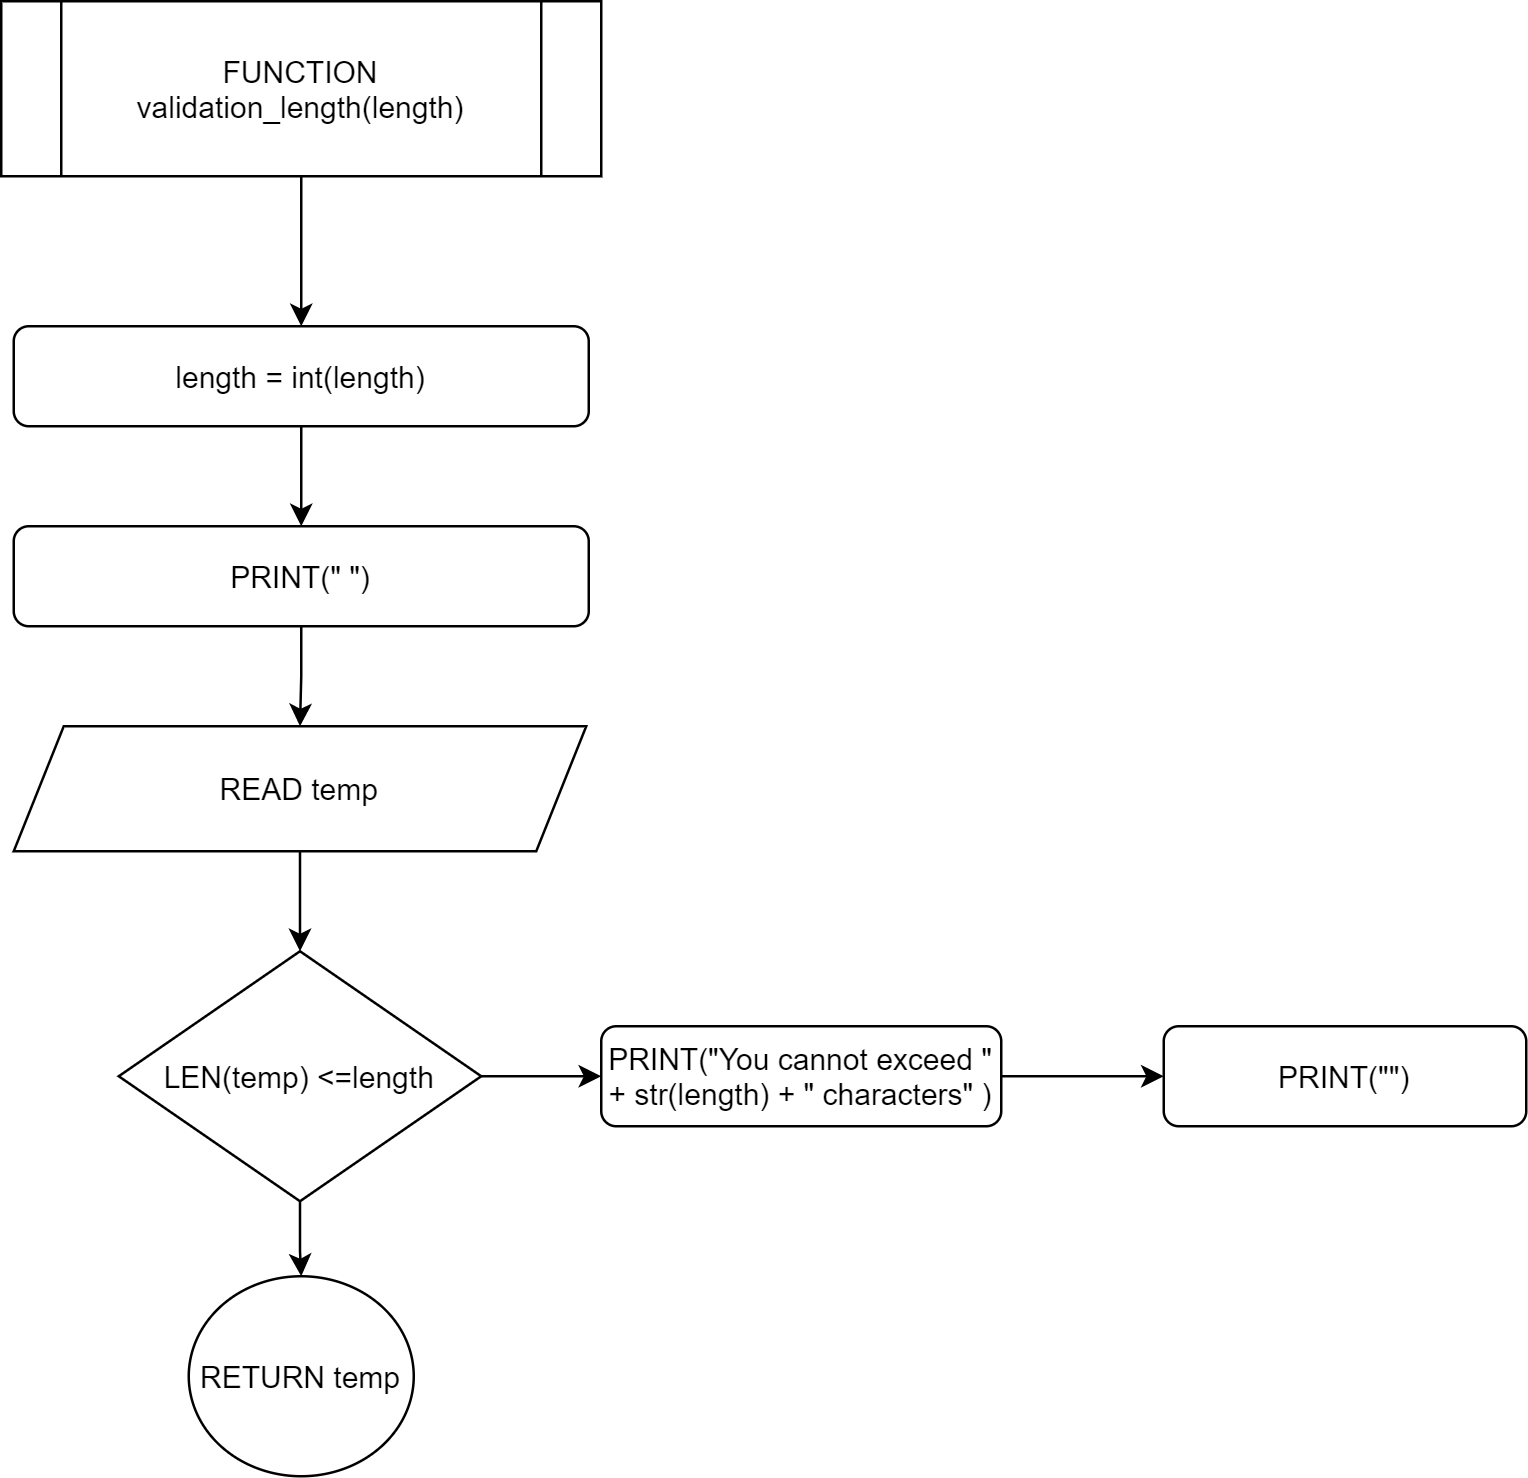 FUNCTION
validation_length(length)
length = int(length)
PRINT(" ")
READ temp
LEN(temp) <=length
PRINT("You cannot exceed "
+ str(length) + " characters" )
PRINT("")
RETURN temp